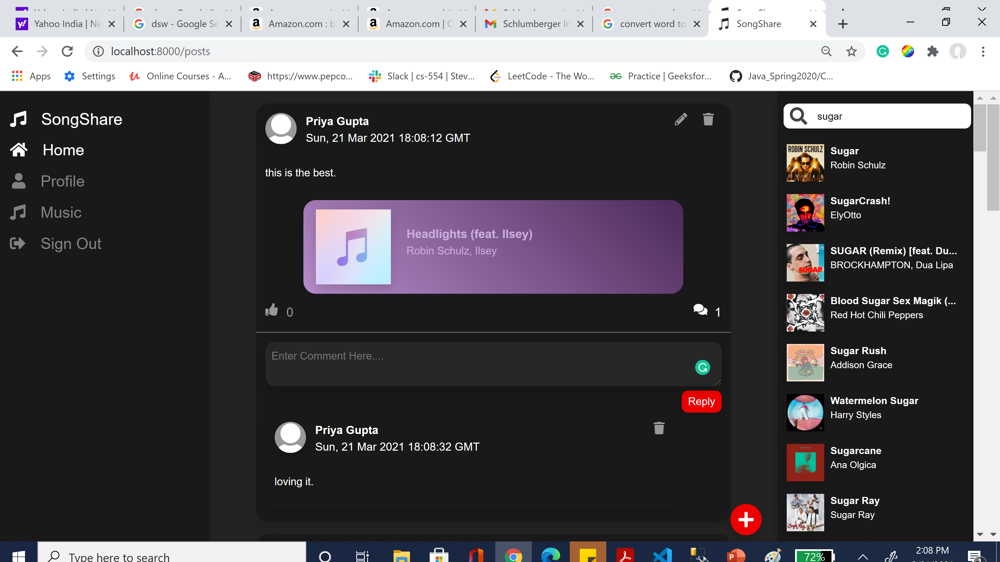 Yahoo India | Ne
dsw - Google Se
Amazon.com : b
Amazon.com | C
Schlumberger In
convert word to
SongShare
localhost:8000/posts
Apps
Settings
Online Courses - A...
https://www.pepco...
Slack | cs-554 | Stev...
LeetCode - The Wo...
Practice | Geeksfor...
Java_Spring2020/C...
SongShare
Home
Profile
Music
Sign Out
Priya Gupta
Sun, 21 Mar 2021 18:08:12 GMT
this is the best.
Headlights (feat. Ilsey)
Robin Schulz, Ilsey
0
1
Enter Comment Here....
Reply
Priya Gupta
Sun, 21 Mar 2021 18:08:32 GMT
loving it.
sugar
ROBIN SCHULZ
SUGAR
Sugar
Robin Schulz
SugarCrash!
ElyOtto
SUGAR
SUGAR (Remix) [feat. Du...
BROCKHAMPTON, Dua Lipa
Blood Sugar Sex Magik (...
Red Hot Chili Peppers
Sugar Rush
Addison Grace
Watermelon Sugar
Harry Styles
Sugarcane
Ana Olgica
Sugar Ray
Sugar Ray
Type here to search
72%
2:08 PM